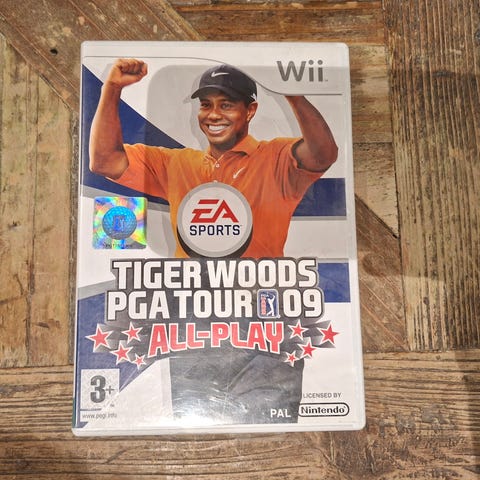 Wii
EA
SPORTS
TIGER WOODS
PGA TOUR 09
ALL-PLAY
3+
www.pegi.info
PAL
LICENSED BY
Nintendo